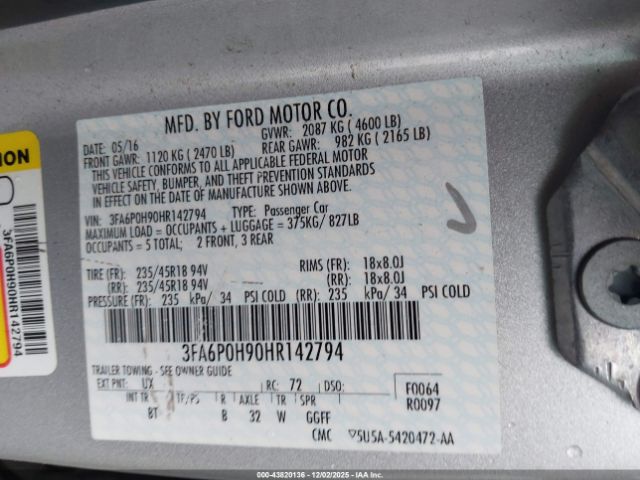 MFD. BY FORD MOTOR CO.
DATE: 05/16 GVWR: 2087 KG ( 4600 LB)
FRONT GAWR: 1120 KG ( 2470 LB) REAR GAWR: 982 KG ( 2165 LB)
THIS VEHICLE CONFORMS TO ALL APPLICABLE FEDERAL MOTOR
VEHICLE SAFETY, BUMPER, AND THEFT PREVENTION STANDARDS
IN EFFECT ON THE DATE OF MANUFACTURE SHOWN ABOVE.
VIN: 3FA6P0H90HR142794 TYPE: Passenger Car
MAXIMUM LOAD = OCCUPANTS + LUGGAGE = 375KG/ 827LB
OCCUPANTS = 5 TOTAL; 2 FRONT, 3 REAR
TIRE (FR): 235/45R18 94V RIMS (FR): 18x8.0J
(RR): 235/45R18 94V (RR): 18x8.0J
PRESSURE (FR): 235 kPa/ 34 PSI COLD (RR): 235 kPa/ 34 PSI COLD
3FA6P0H90HR142794
TRAILER TOWING - SEE OWNER GUIDE
EXT PNT: UX RC: 72 DSO: F0064
INT TR TP/PS R AXLE TR SPR R0097
BT B 32 W GGFF
CMC 5U5A-5420472-AA
ION
3FA6P0H90HR142794
IAA 000-43820136 | 12/02/2025 | iaai.com